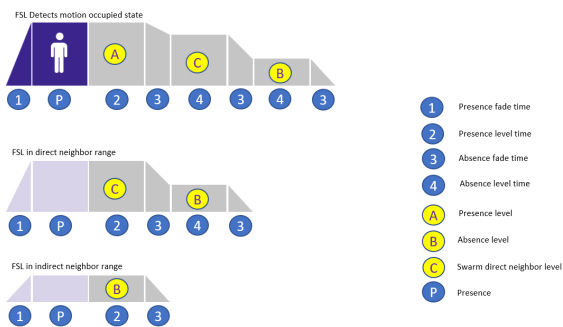 FSL Detects motion occupied state
A
C
B
1 P 2 3 4 3 4 3
FSL in direct neighbor range
C
B
1 P 2 3 4 3
FSL in indirect neighbor range
B
1 P 2 3
1 Presence fade time
2 Presence level time
3 Absence fade time
4 Absence level time
A Presence level
B Absence level
C Swarm direct neighbor level
P Presence